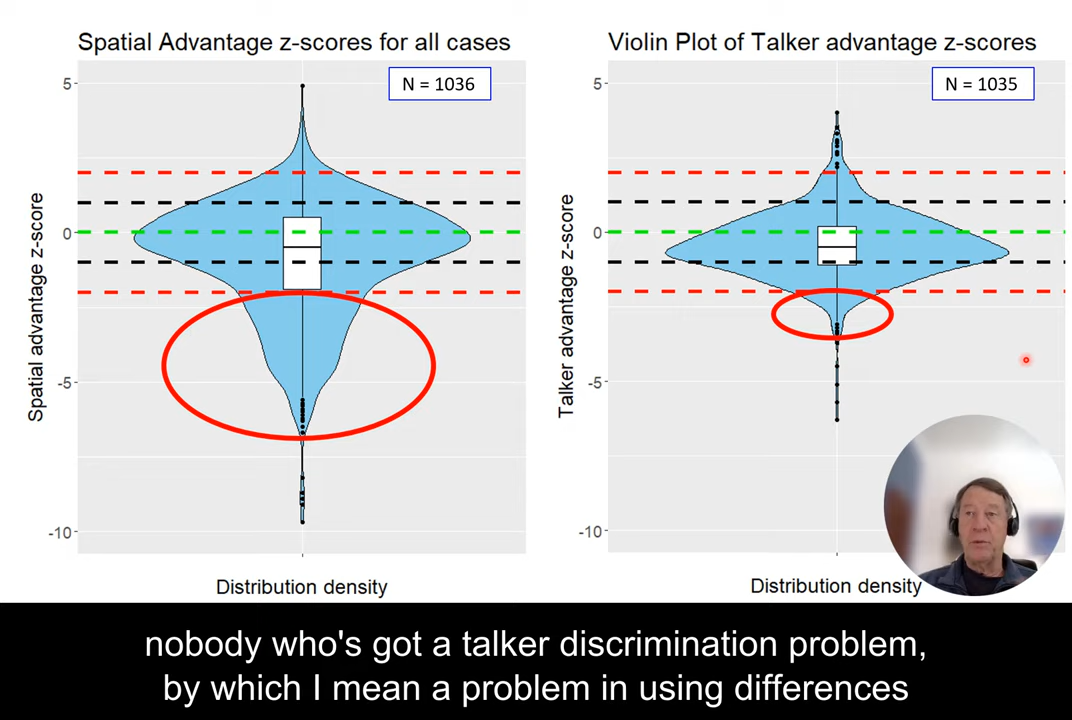 Spatial Advantage z-scores for all cases
N = 1036
5
0
-5
-10
Spatial advantage z-score
Distribution density
Violin Plot of Talker advantage z-scores
N = 1035
5
0
-5
-10
Talker advantage z-score
Distribution density
nobody who's got a talker discrimination problem,
by which I mean a problem in using differences